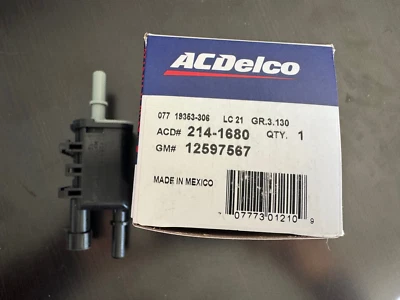 ACDelco
077 19353-306 LC 21 GR.3.130
ACD# 214-1680 QTY. 1
GM# 12597567
MADE IN MEXICO
07773 01210 9